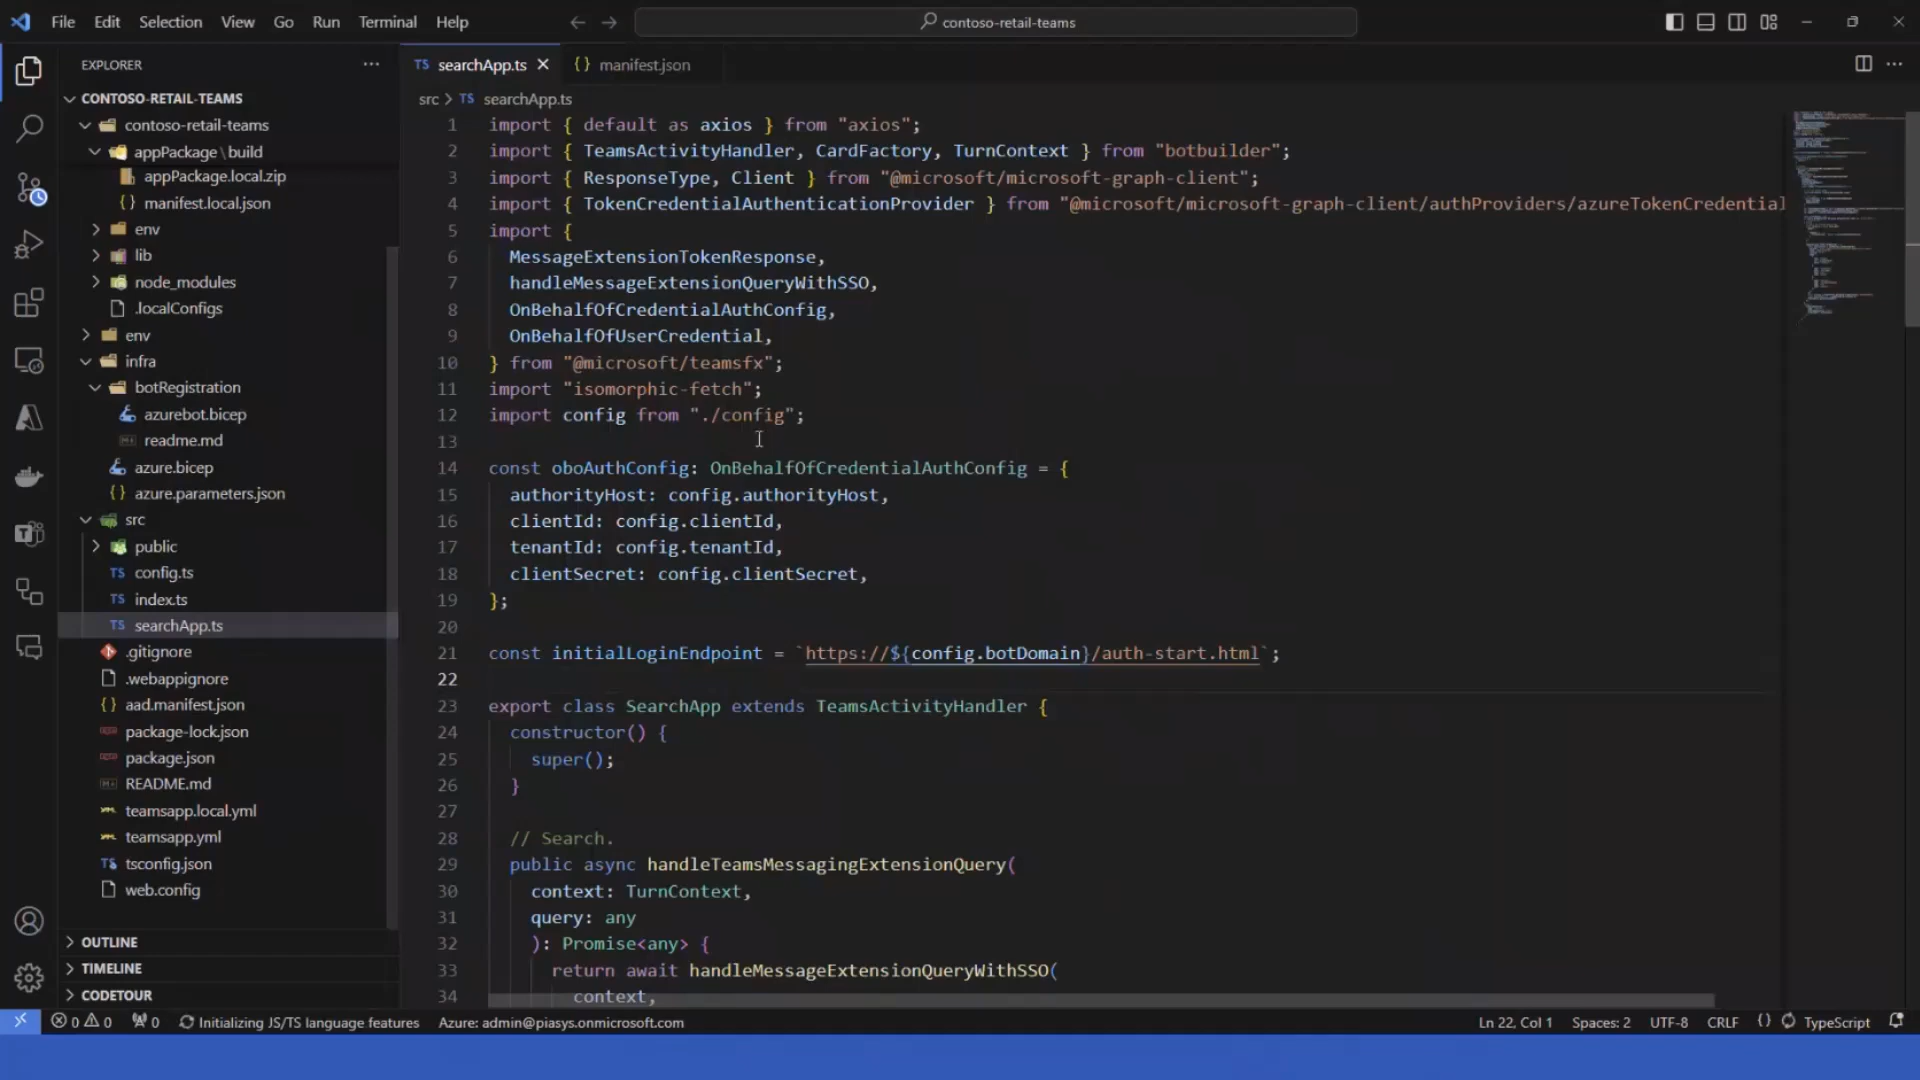 File Edit Selection View Go Run Terminal Help
contoso-retail-teams
EXPLORER
CONTOSO-RETAIL-TEAMS
contoso-retail-teams
appPackage\build
appPackage.local.zip
{} manifest.local.json
env
lib
node_modules
.localConfigs
env
infra
botRegistration
azurebot.bicep
readme.md
azure.bicep
{} azure.parameters.json
src
public
TS config.ts
TS index.ts
TS searchApp.ts
.gitignore
.webappignore
{} aad.manifest.json
package-lock.json
package.json
README.md
teamsapp.local.yml
teamsapp.yml
TS tsconfig.json
web.config
OUTLINE
TIMELINE
CODETOUR
TS searchApp.ts
{} manifest.json
src > TS searchApp.ts
1 import { default as axios } from "axios";
2 import { TeamsActivityHandler, CardFactory, TurnContext } from "botbuilder";
3 import { ResponseType, Client } from "@microsoft/microsoft-graph-client";
4 import { TokenCredentialAuthenticationProvider } from "@microsoft/microsoft-graph-client/authProviders/azureTokenCredential
5 import {
6 MessageExtensionTokenResponse,
7 handleMessageExtensionQueryWithSSO,
8 OnBehalfOfCredentialAuthConfig,
9 OnBehalfOfUserCredential,
10 } from "@microsoft/teamsfx";
11 import "isomorphic-fetch";
12 import config from "./config";
13
14 const oboAuthConfig: OnBehalfOfCredentialAuthConfig = {
15 authorityHost: config.authorityHost,
16 clientId: config.clientId,
17 tenantId: config.tenantId,
18 clientSecret: config.clientSecret,
19 };
20
21 const initialLoginEndpoint = `https://${config.botDomain}/auth-start.html`;
22
23 export class SearchApp extends TeamsActivityHandler {
24 constructor() {
25 super();
26 }
27
28 // Search.
29 public async handleTeamsMessagingExtensionQuery(
30 context: TurnContext,
31 query: any
32 ): Promise<any> {
33 return await handleMessageExtensionQueryWithSSO(
34 context,
0 0 0 Initializing JS/TS language features Azure: admin@piasys.onmicrosoft.com Ln 22, Col 1 Spaces: 2 UTF-8 CRLF {} TypeScript